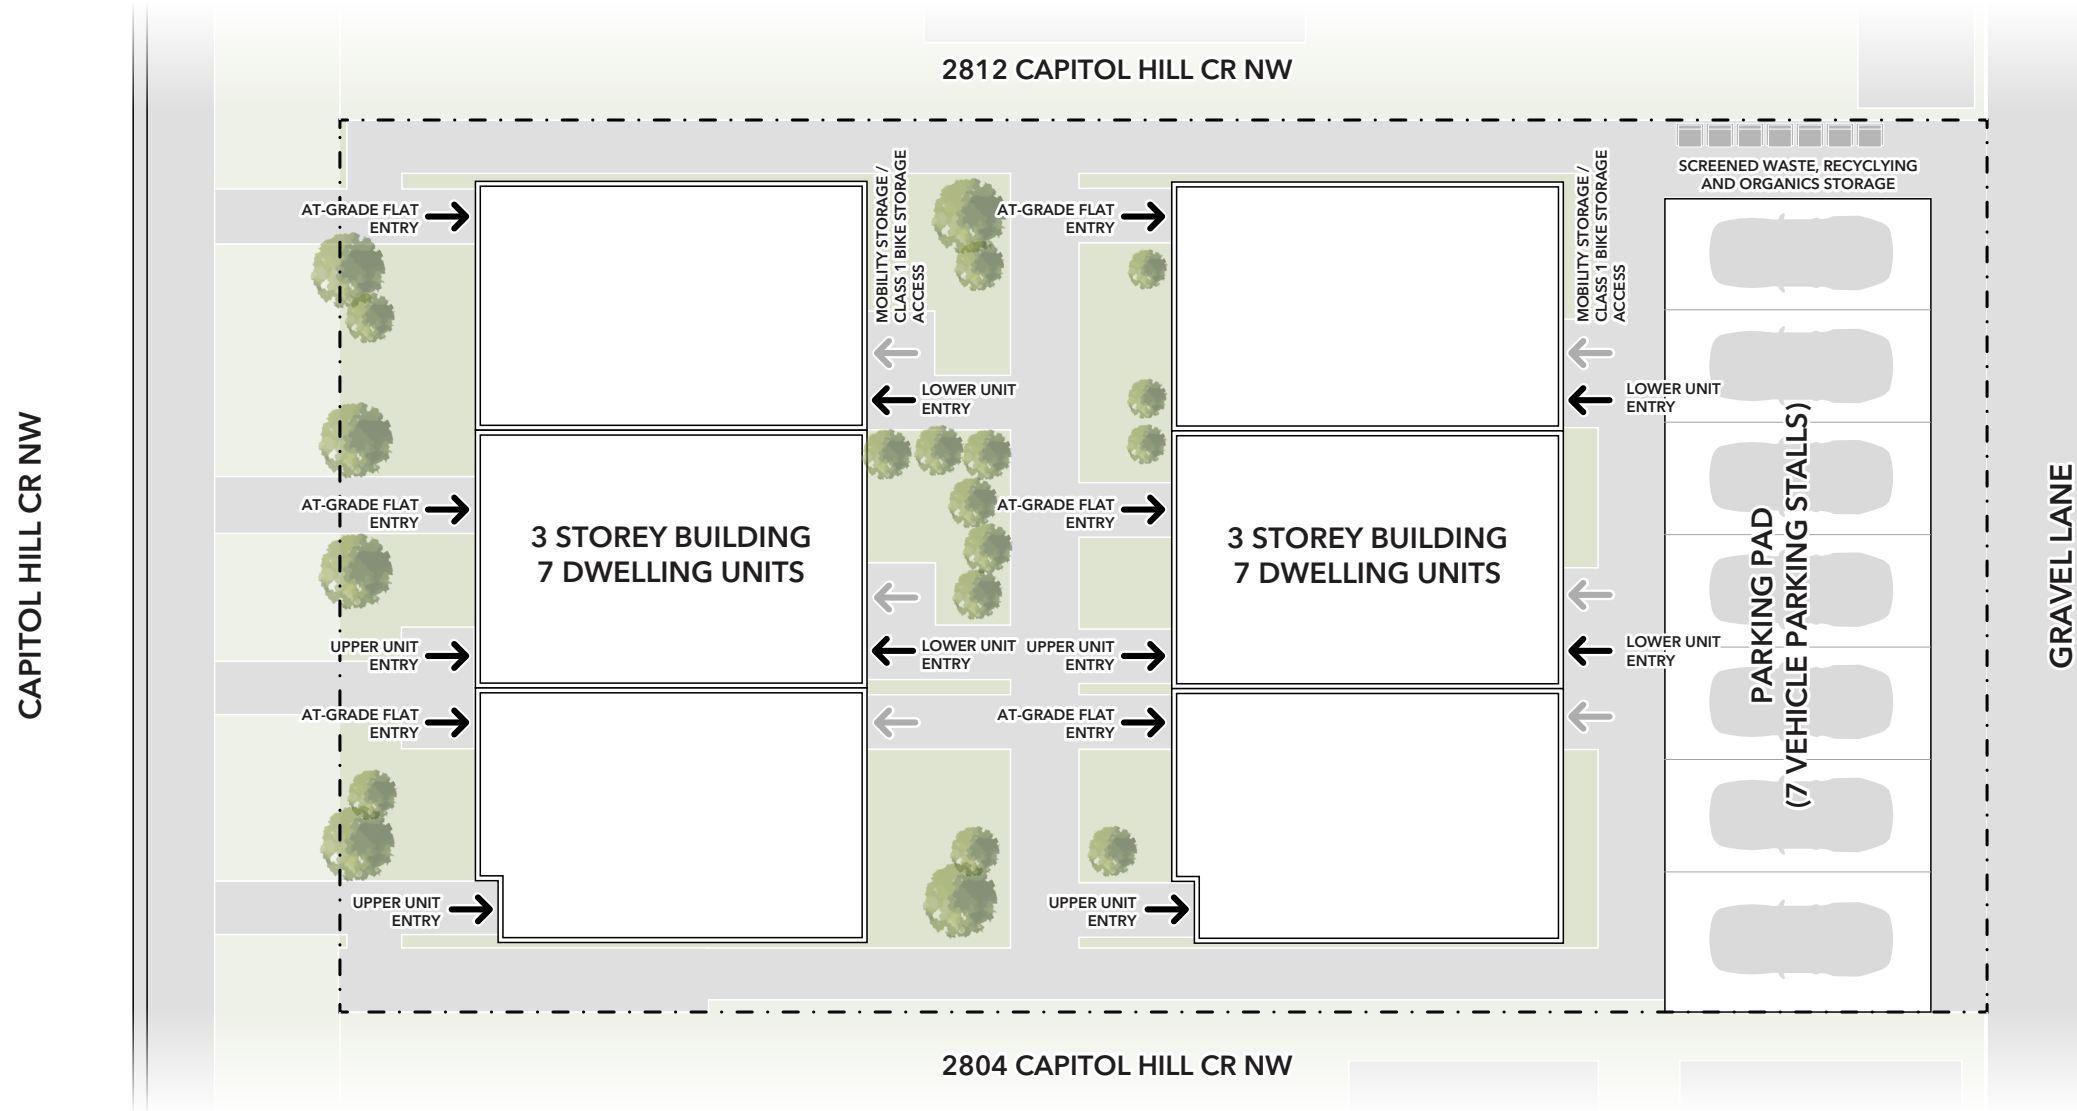 2812 CAPITOL HILL CR NW
SCREENED WASTE, RECYCLYING
AND ORGANICS STORAGE
AT-GRADE FLAT
ENTRY
MOBILITY STORAGE /
CLASS 1 BIKE STORAGE
ACCESS
AT-GRADE FLAT
ENTRY
MOBILITY STORAGE /
CLASS 1 BIKE STORAGE
ACCESS
LOWER UNIT
ENTRY
LOWER UNIT
ENTRY
CAPITOL HILL CR NW
AT-GRADE FLAT
ENTRY
3 STOREY BUILDING
7 DWELLING UNITS
AT-GRADE FLAT
ENTRY
3 STOREY BUILDING
7 DWELLING UNITS
PARKING PAD
(7 VEHICLE PARKING STALLS)
GRAVEL LANE
UPPER UNIT
ENTRY
LOWER UNIT
ENTRY
UPPER UNIT
ENTRY
LOWER UNIT
ENTRY
AT-GRADE FLAT
ENTRY
AT-GRADE FLAT
ENTRY
UPPER UNIT
ENTRY
UPPER UNIT
ENTRY
2804 CAPITOL HILL CR NW